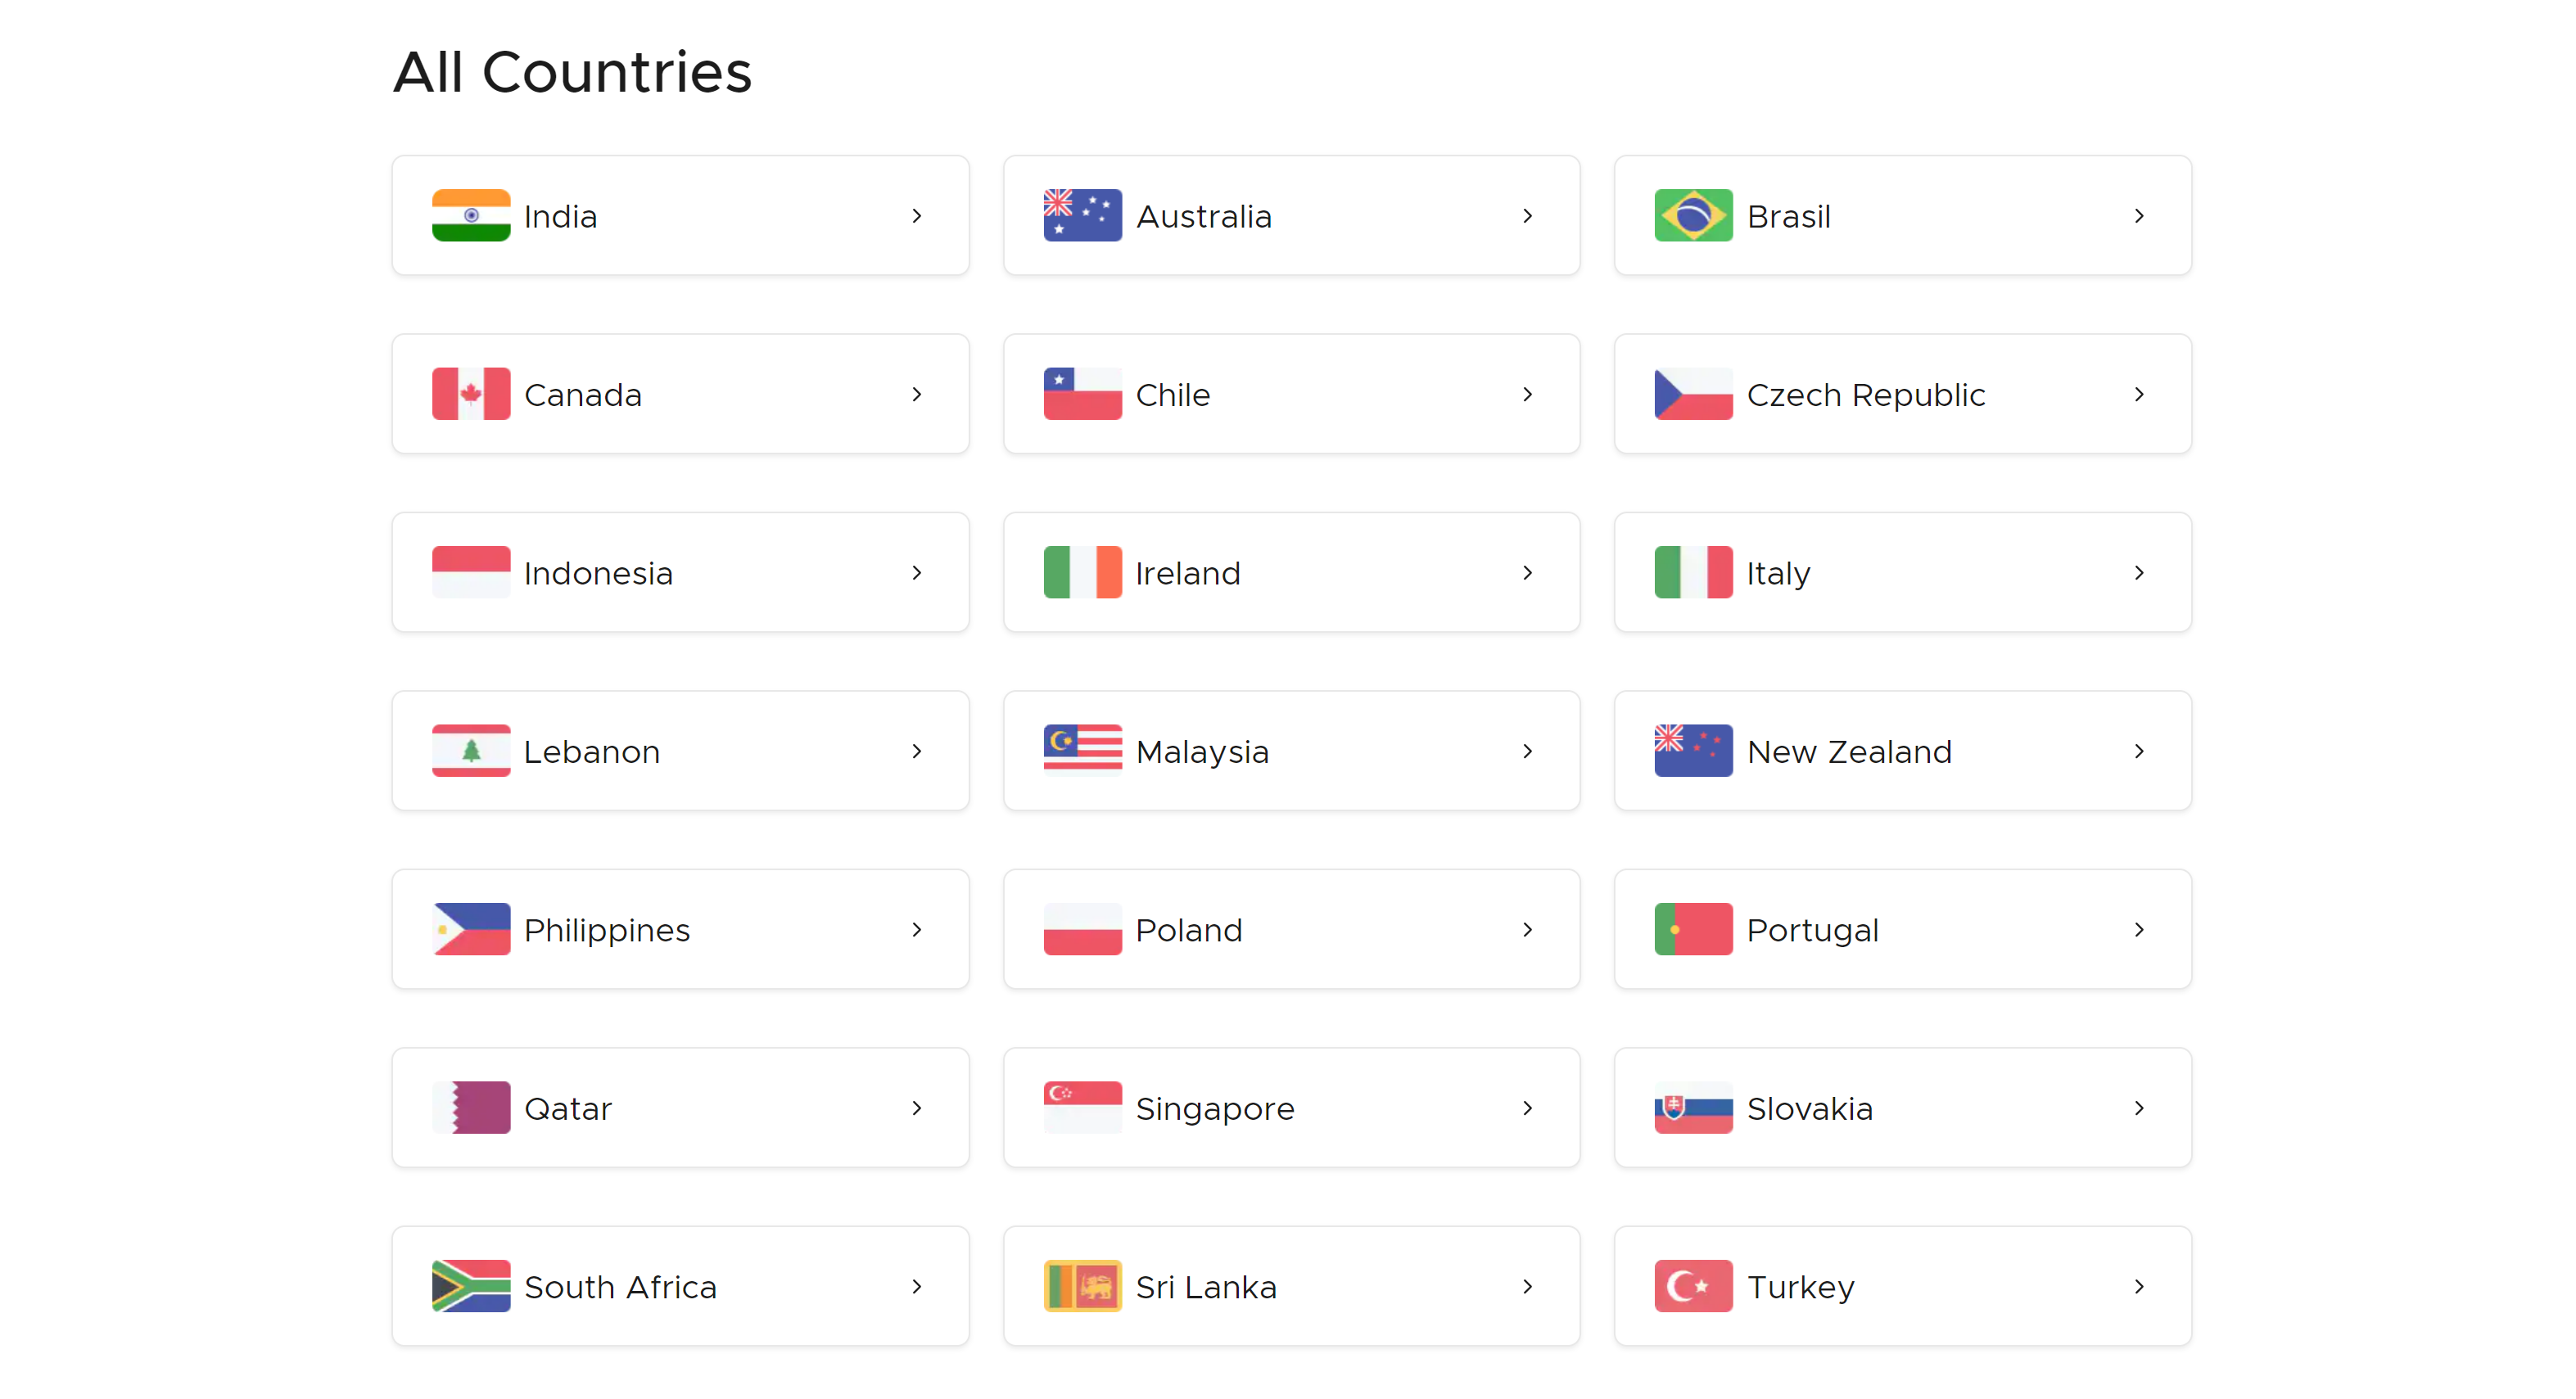 All Countries
India
Australia
Brasil
Canada
Chile
Czech Republic
Indonesia
Ireland
Italy
Lebanon
Malaysia
New Zealand
Philippines
Poland
Portugal
Qatar
Singapore
Slovakia
South Africa
Sri Lanka
Turkey